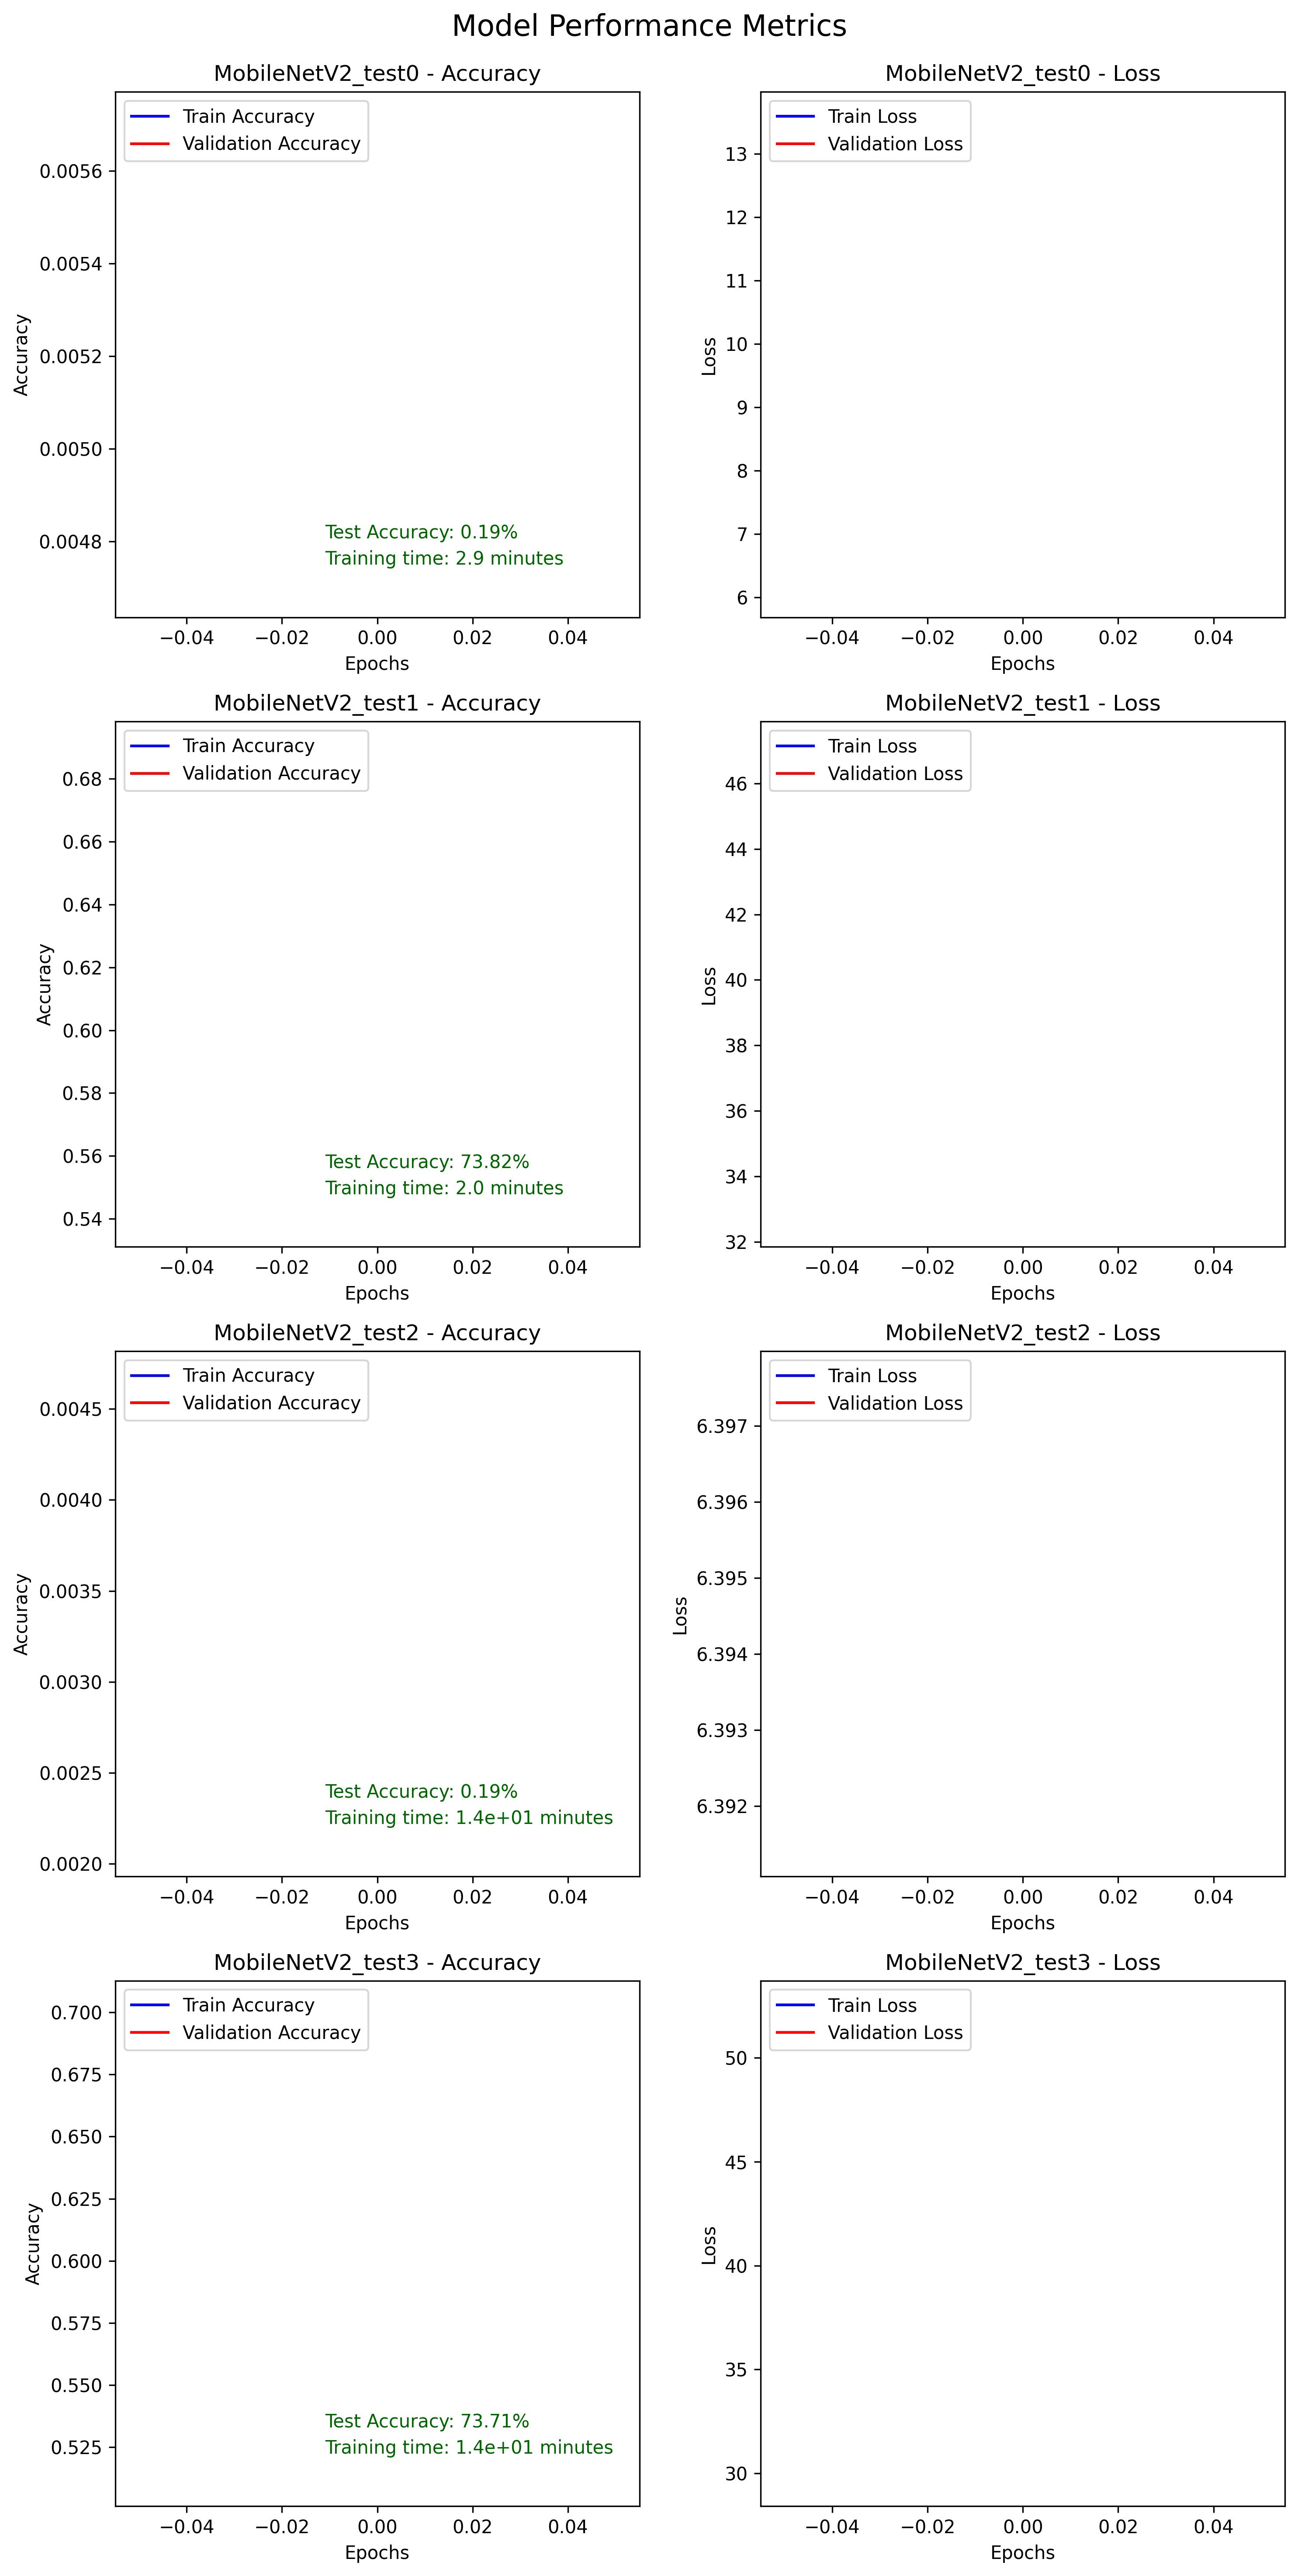 Model Performance Metrics
MobileNetV2_test0 - Accuracy
Train Accuracy
Validation Accuracy
0.0056
0.0054
0.0052
0.0050
0.0048
Accuracy
Test Accuracy: 0.19%
Training time: 2.9 minutes
−0.04 −0.02 0.00 0.02 0.04
Epochs
MobileNetV2_test0 - Loss
Train Loss
Validation Loss
13
12
11
10
9
8
7
6
Loss
−0.04 −0.02 0.00 0.02 0.04
Epochs
MobileNetV2_test1 - Accuracy
Train Accuracy
Validation Accuracy
0.68
0.66
0.64
0.62
0.60
0.58
0.56
0.54
Accuracy
Test Accuracy: 73.82%
Training time: 2.0 minutes
−0.04 −0.02 0.00 0.02 0.04
Epochs
MobileNetV2_test1 - Loss
Train Loss
Validation Loss
46
44
42
40
38
36
34
32
Loss
−0.04 −0.02 0.00 0.02 0.04
Epochs
MobileNetV2_test2 - Accuracy
Train Accuracy
Validation Accuracy
0.0045
0.0040
0.0035
0.0030
0.0025
0.0020
Accuracy
Test Accuracy: 0.19%
Training time: 1.4e+01 minutes
−0.04 −0.02 0.00 0.02 0.04
Epochs
MobileNetV2_test2 - Loss
Train Loss
Validation Loss
6.397
6.396
6.395
6.394
6.393
6.392
Loss
−0.04 −0.02 0.00 0.02 0.04
Epochs
MobileNetV2_test3 - Accuracy
Train Accuracy
Validation Accuracy
0.700
0.675
0.650
0.625
0.600
0.575
0.550
0.525
Accuracy
Test Accuracy: 73.71%
Training time: 1.4e+01 minutes
−0.04 −0.02 0.00 0.02 0.04
Epochs
MobileNetV2_test3 - Loss
Train Loss
Validation Loss
50
45
40
35
30
Loss
−0.04 −0.02 0.00 0.02 0.04
Epochs